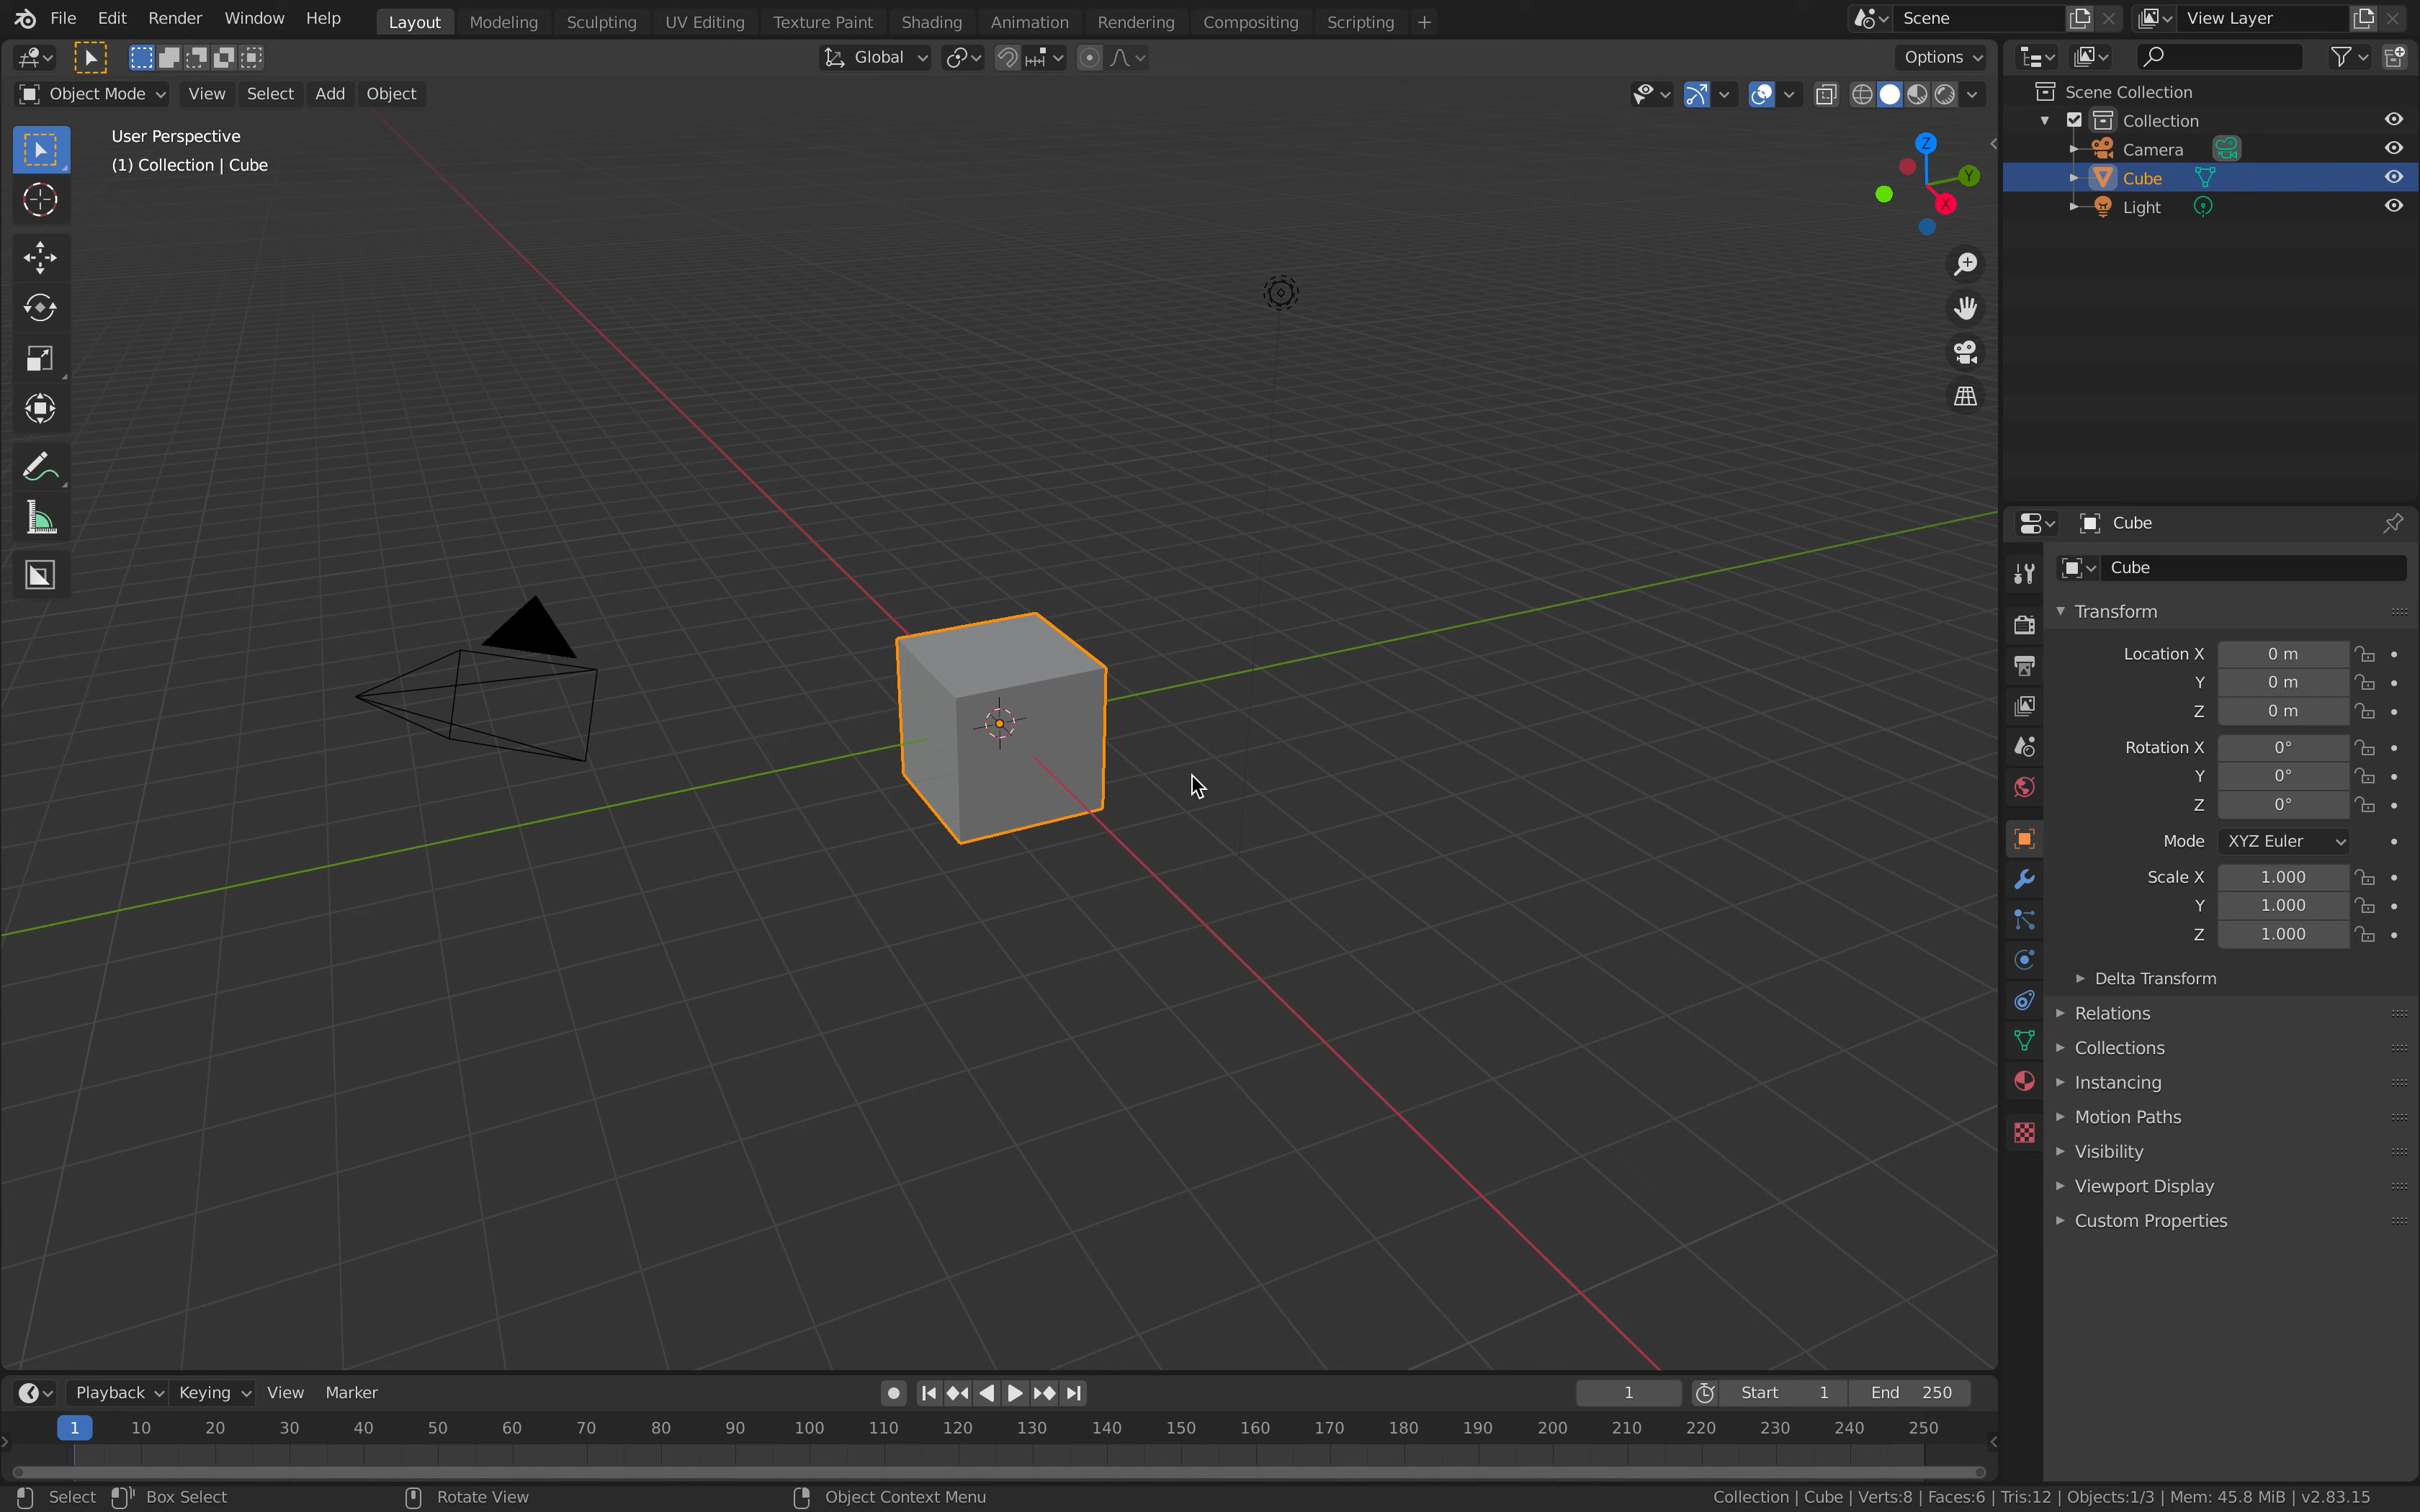 File Edit Render Window Help Layout Modeling Sculpting UV Editing Texture Paint Shading Animation Rendering Compositing Scripting + Scene View Layer
Global Options
Object Mode View Select Add Object
User Perspective
(1) Collection | Cube
Z
Y
X
Scene Collection
Collection
Camera
Cube
Light
Cube
Cube
Transform
Location X 0 m
Y 0 m
Z 0 m
Rotation X 0°
Y 0°
Z 0°
Mode XYZ Euler
Scale X 1.000
Y 1.000
Z 1.000
Delta Transform
Relations
Collections
Instancing
Motion Paths
Visibility
Viewport Display
Custom Properties
Playback Keying View Marker 1 Start 1 End 250
1 10 20 30 40 50 60 70 80 90 100 110 120 130 140 150 160 170 180 190 200 210 220 230 240 250
Select Box Select Rotate View Object Context Menu Collection | Cube | Verts:8 | Faces:6 | Tris:12 | Objects:1/3 | Mem: 45.8 MiB | v2.83.15